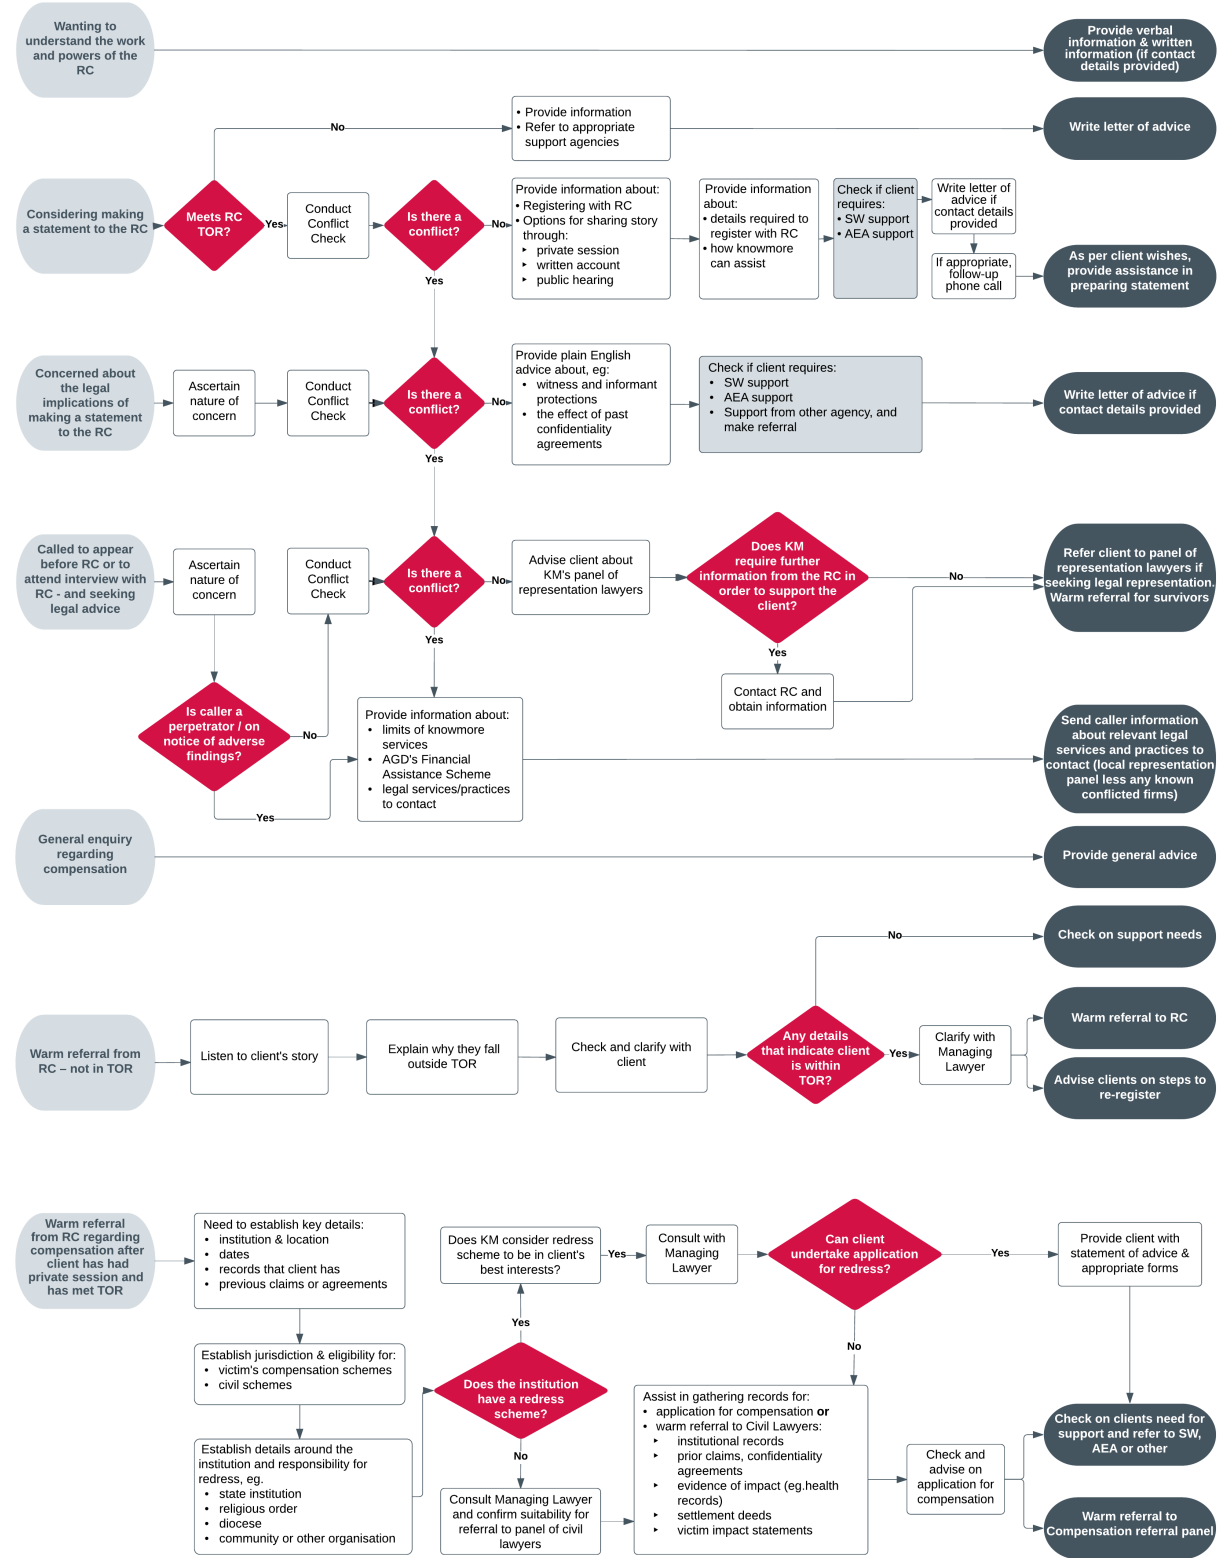 Wanting to
understand the work
and powers of the
RC
Provide verbal
information & written
information (if contact
details provided)
No
• Provide information
• Refer to appropriate
support agencies
Write letter of advice
Considering making
a statement to the RC
Meets RC
TOR?
Yes
Conduct
Conflict
Check
Is there a
conflict?
No
Provide information about:
• Registering with RC
• Options for sharing story
through:
‣ private session
‣ written account
‣ public hearing
Provide information
about:
• details required to
register with RC
• how knowmore
can assist
Check if client
requires:
• SW support
• AEA support
Write letter of
advice if
contact details
provided
If appropriate,
follow-up
phone call
As per client wishes,
provide assistance in
preparing statement
Yes
Concerned about
the legal
implications of
making a statement
to the RC
Ascertain
nature of
concern
Conduct
Conflict
Check
Is there a
conflict?
No
Provide plain English
advice about, eg:
• witness and informant
protections
• the effect of past
confidentiality
agreements
Check if client requires:
• SW support
• AEA support
• Support from other agency, and
make referral
Write letter of advice if
contact details provided
Yes
Called to appear
before RC or to
attend interview with
RC - and seeking
legal advice
Ascertain
nature of
concern
Conduct
Conflict
Check
Is there a
conflict?
No
Advise client about
KM's panel of
representation lawyers
Does KM
require further
information from the RC in
order to support the
client?
No
Refer client to panel of
representation lawyers if
seeking legal representation.
Warm referral for survivors
Yes
Yes
Contact RC and
obtain information
Is caller a
perpetrator / on
notice of adverse
findings?
No
Yes
Provide information about:
• limits of knowmore
services
• AGD's Financial
Assistance Scheme
• legal services/practices
to contact
Send caller information
about relevant legal
services and practices to
contact (local representation
panel less any known
conflicted firms)
General enquiry
regarding
compensation
Provide general advice
No
Check on support needs
Warm referral from
RC – not in TOR
Listen to client's story
Explain why they fall
outside TOR
Check and clarify with
client
Any details
that indicate client
is within
TOR?
Yes
Clarify with
Managing
Lawyer
Warm referral to RC
Advise clients on steps to
re-register
Warm referral
from RC regarding
compensation after
client has had
private session and
has met TOR
Need to establish key details:
• institution & location
• dates
• records that client has
• previous claims or agreements
Does KM consider redress
scheme to be in client's
best interests?
Yes
Consult with
Managing
Lawyer
Can client
undertake application
for redress?
Yes
Provide client with
statement of advice &
appropriate forms
Yes
No
Establish jurisdiction & eligibility for:
• victim's compensation schemes
• civil schemes
Does the institution
have a redress
scheme?
No
Establish details around the
institution and responsibility for
redress, eg.
• state institution
• religious order
• diocese
• community or other organisation
Consult Managing Lawyer
and confirm suitability for
referral to panel of civil
lawyers
Assist in gathering records for:
• application for compensation or
• warm referral to Civil Lawyers:
‣ institutional records
‣ prior claims, confidentiality
agreements
‣ evidence of impact (eg.health
records)
‣ settlement deeds
‣ victim impact statements
Check and
advise on
application for
compensation
Check on clients need for
support and refer to SW,
AEA or other
Warm referral to
Compensation referral panel